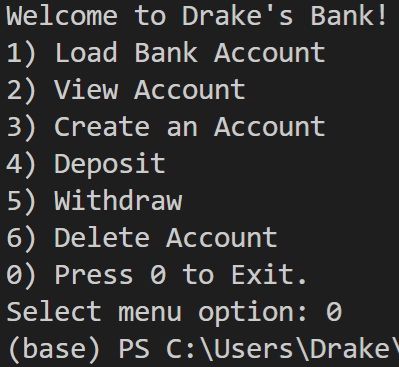 Welcome to Drake's Bank!
1) Load Bank Account
2) View Account
3) Create an Account
4) Deposit
5) Withdraw
6) Delete Account
0) Press 0 to Exit.
Select menu option: 0
(base) PS C:\Users\Drake\